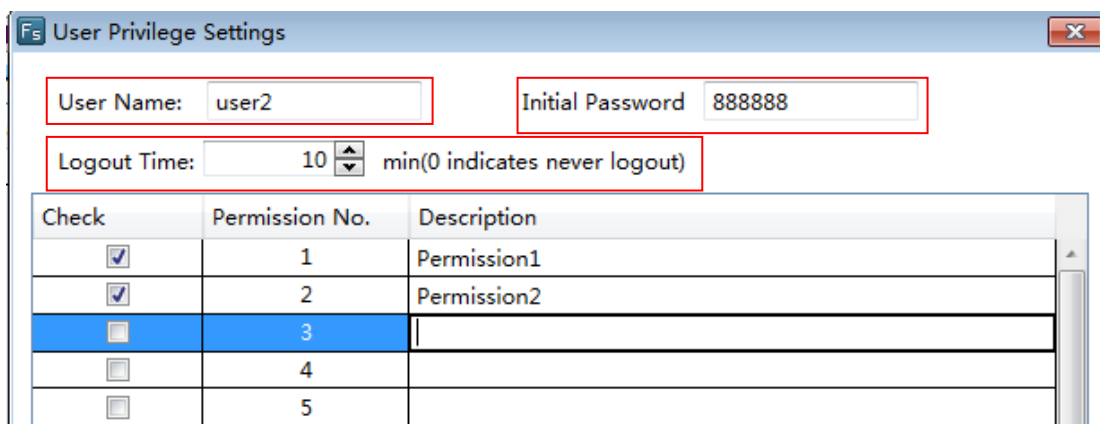 Fs User Privilege Settings
User Name: user2 Initial Password 888888
Logout Time: 10 min(0 indicates never logout)
Check Permission No. Description
1 Permission1
2 Permission2
3
4
5